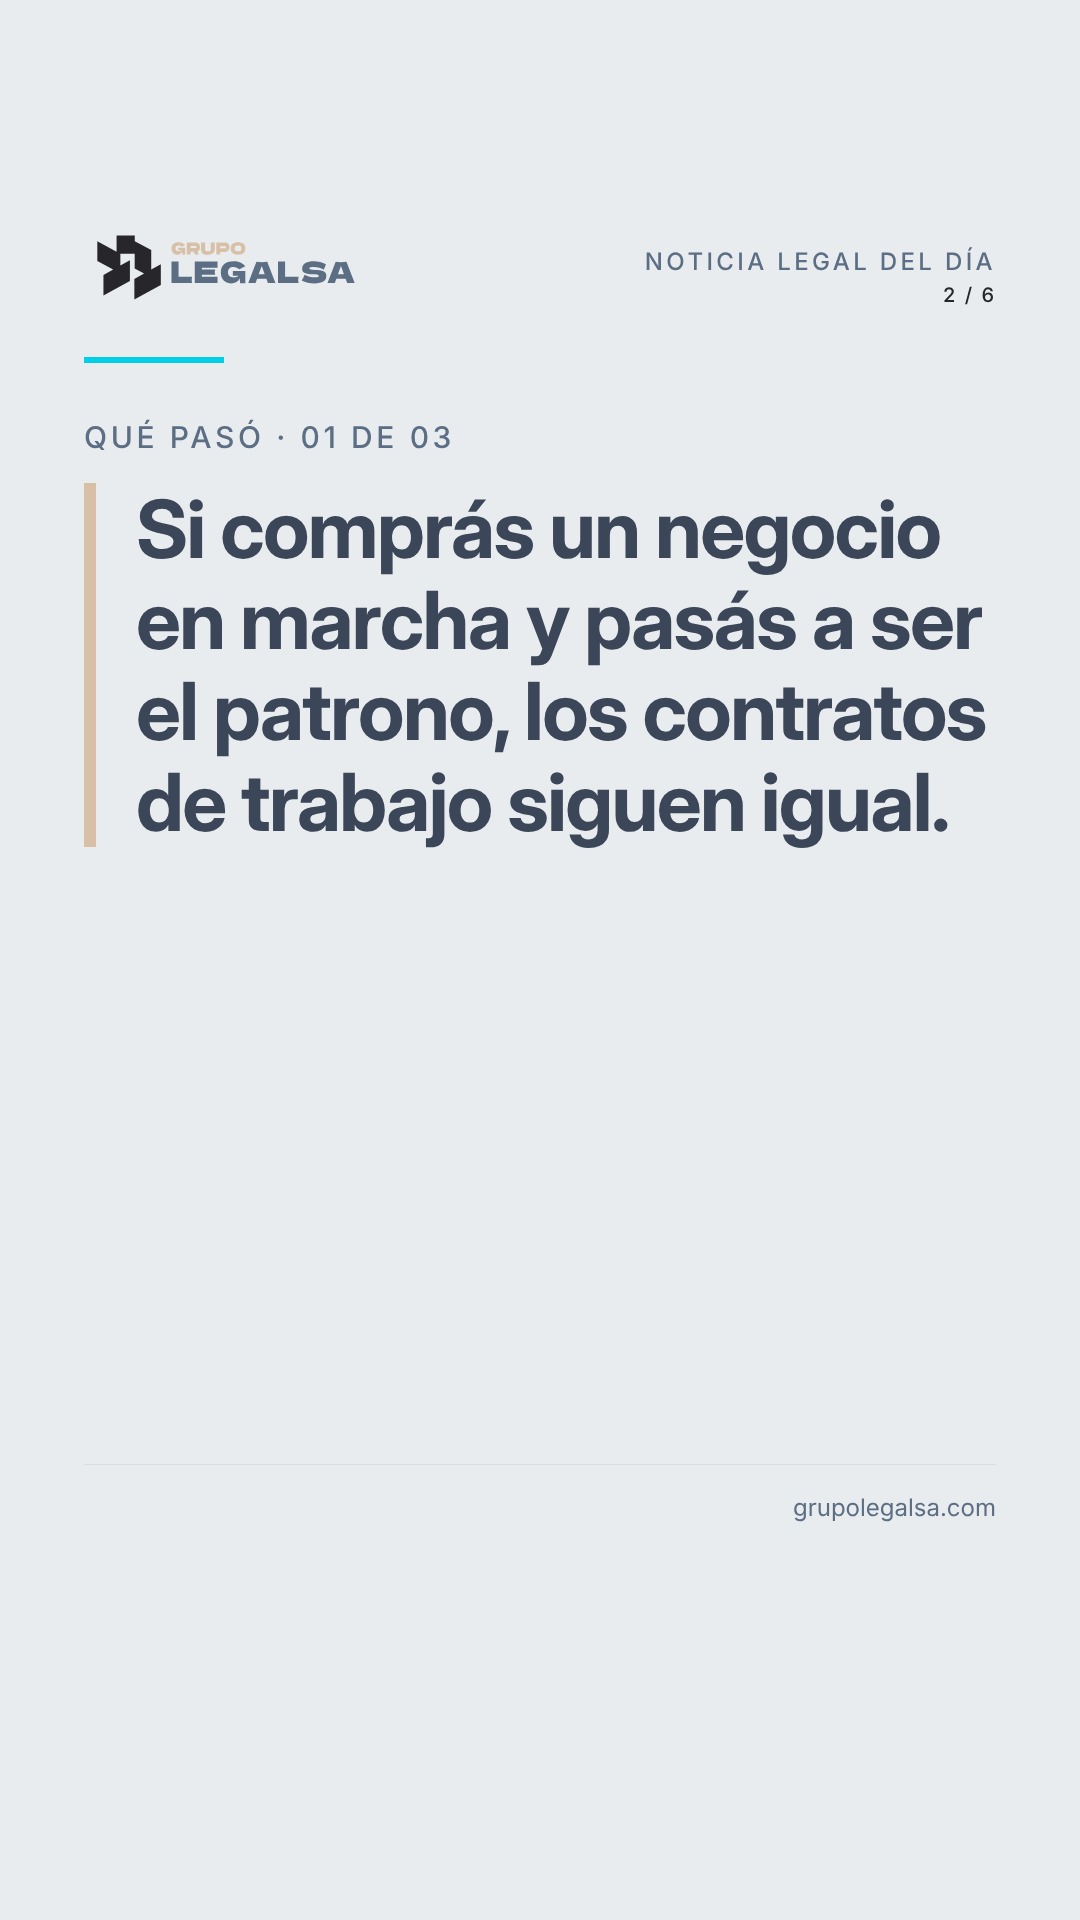 GRUPO
LEGALSA
NOTICIA LEGAL DEL DÍA
2 / 6
QUÉ PASÓ · 01 DE 03
Si comprás un negocio
en marcha y pasás a ser
el patrono, los contratos
de trabajo siguen igual.
grupolegalsa.com